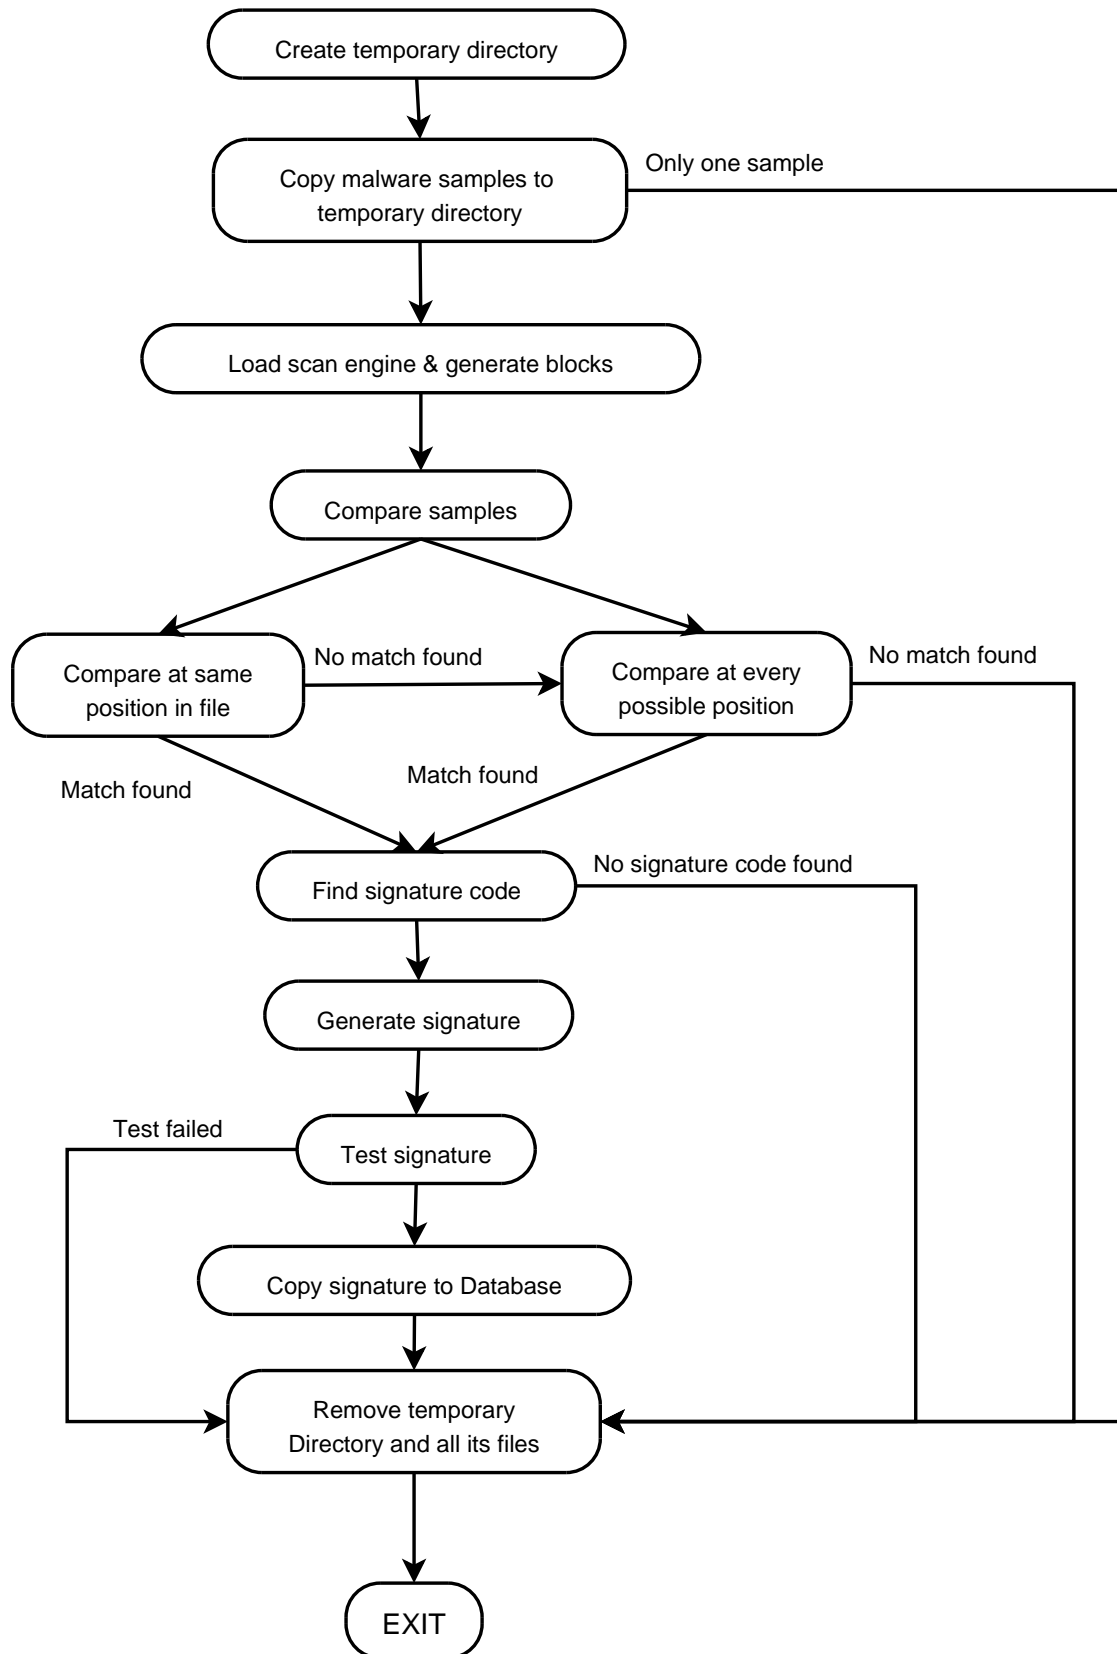 Create temporary directory
Copy malware samples to
temporary directory
Only one sample
Load scan engine & generate blocks
Compare samples
Compare at same
position in file
No match found
Compare at every
possible position
No match found
Match found
Match found
Find signature code
No signature code found
Generate signature
Test failed
Test signature
Copy signature to Database
Remove temporary
Directory and all its files
EXIT